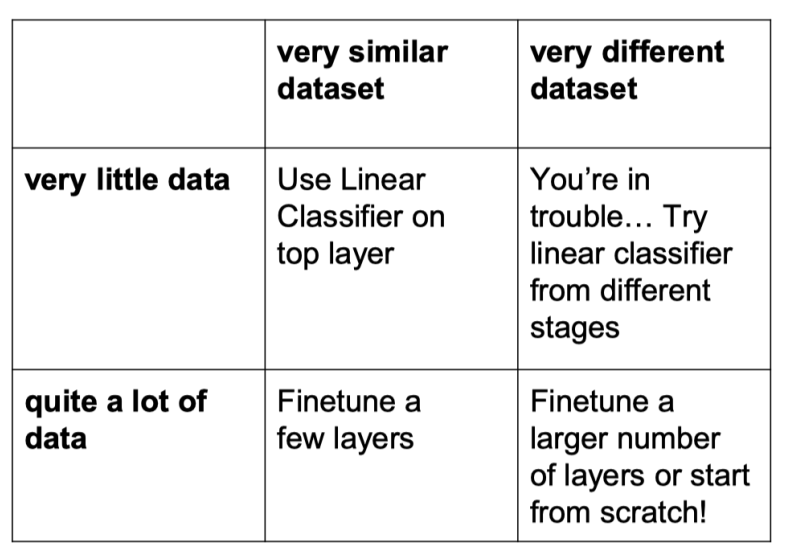 very similar
dataset
very different
dataset
very little data
Use Linear
Classifier on
top layer
You’re in
trouble… Try
linear classifier
from different
stages
quite a lot of
data
Finetune a
few layers
Finetune a
larger number
of layers or start
from scratch!